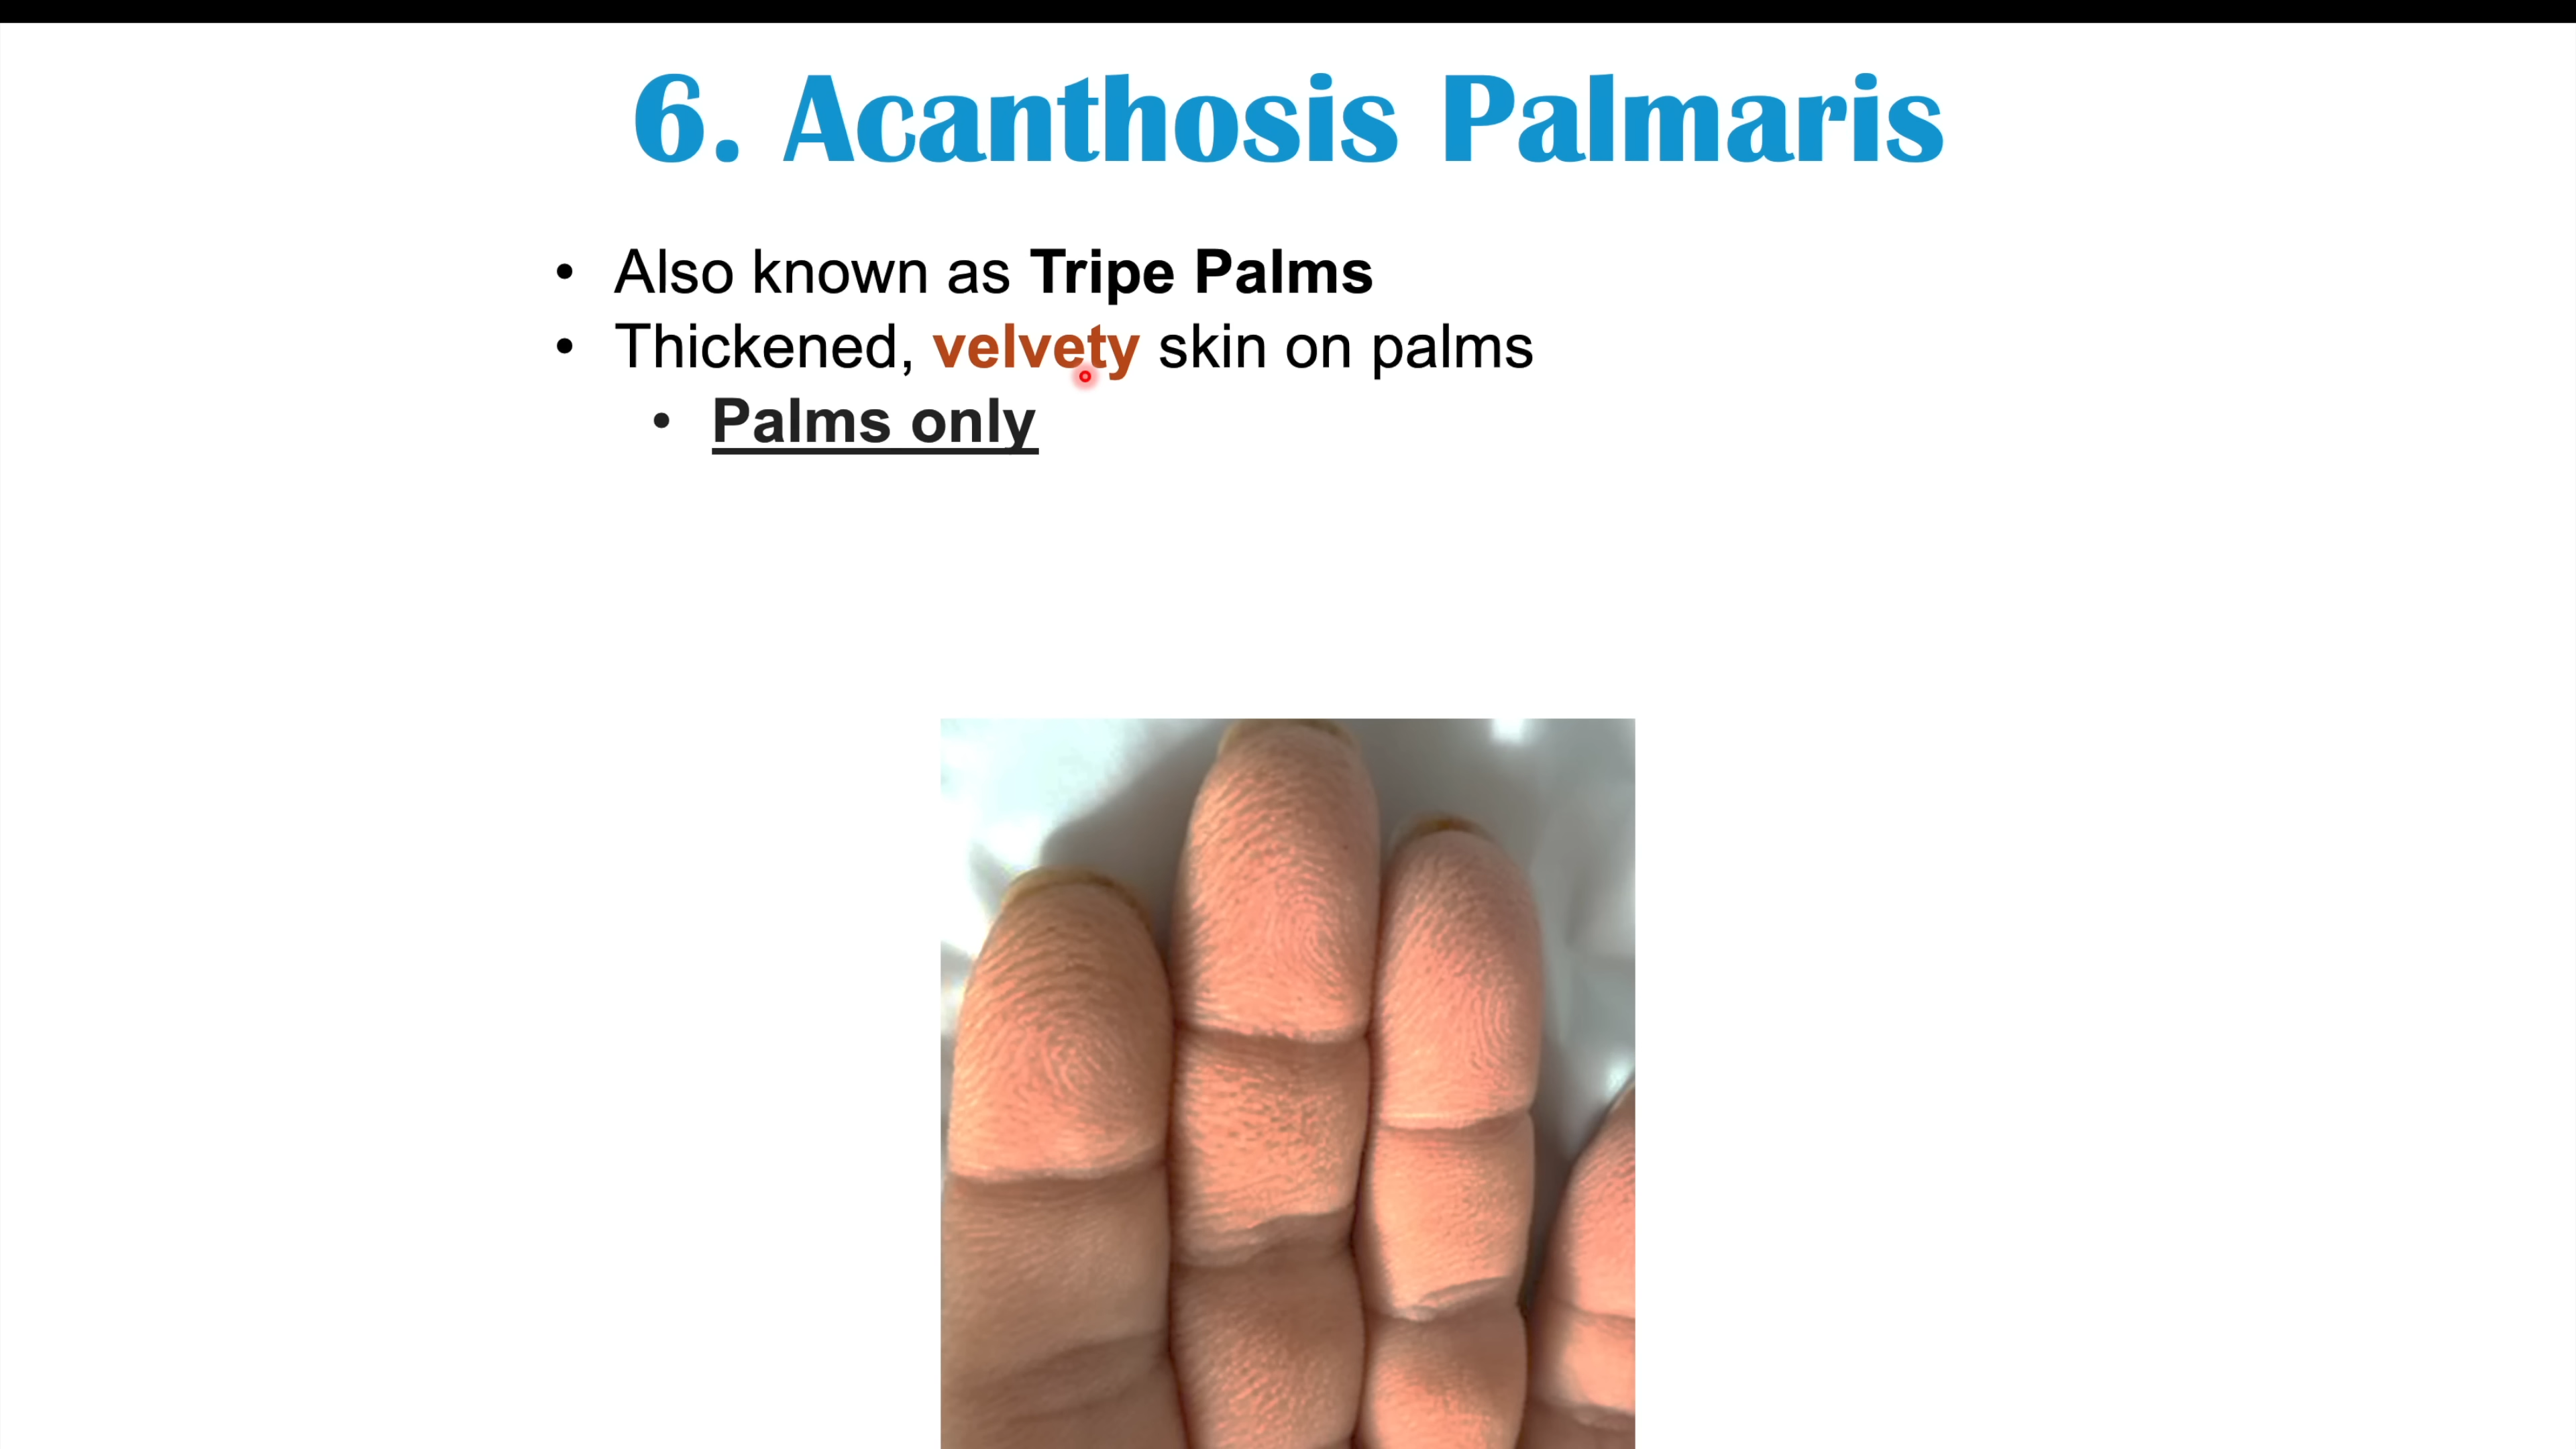 6. Acanthosis Palmaris
• Also known as Tripe Palms
• Thickened, velvety skin on palms
• Palms only